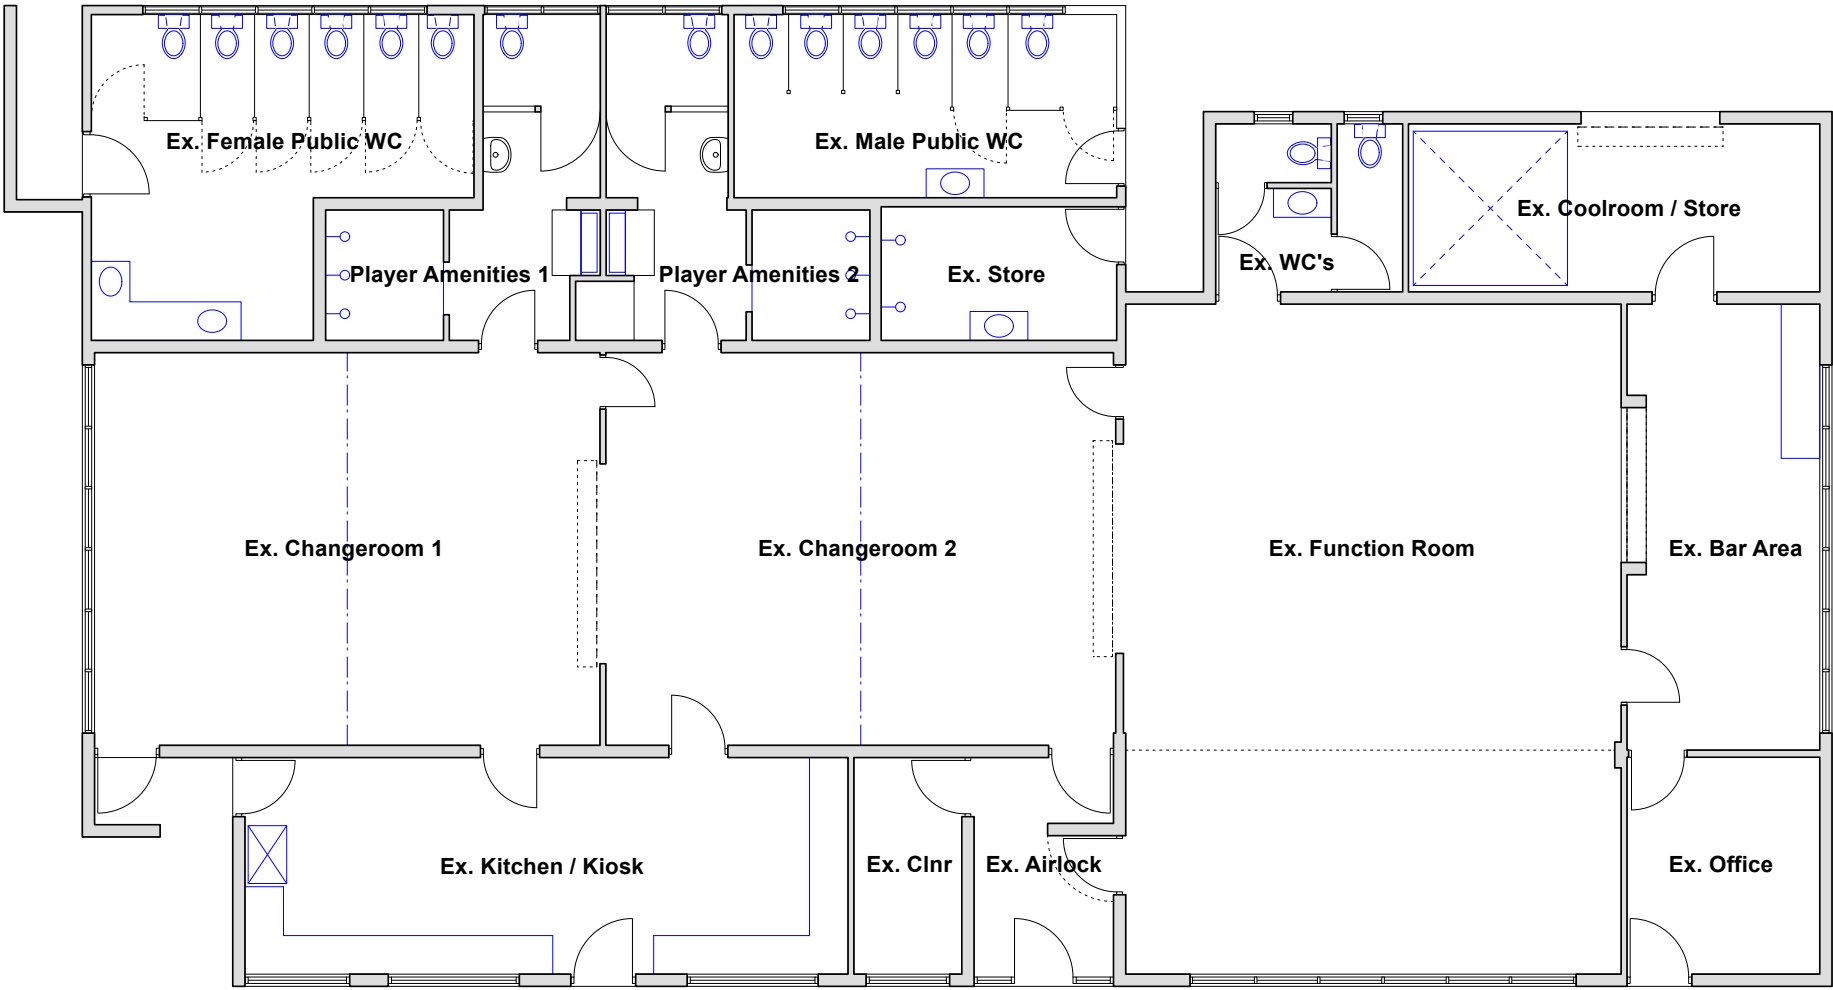 Ex. Female Public WC
Ex. Male Public WC
Ex. Coolroom / Store
Ex. WC's
Player Amenities 1
Player Amenities 2
Ex. Store
Ex. Changeroom 1
Ex. Changeroom 2
Ex. Function Room
Ex. Bar Area
Ex. Kitchen / Kiosk
Ex. Clnr
Ex. Airlock
Ex. Office